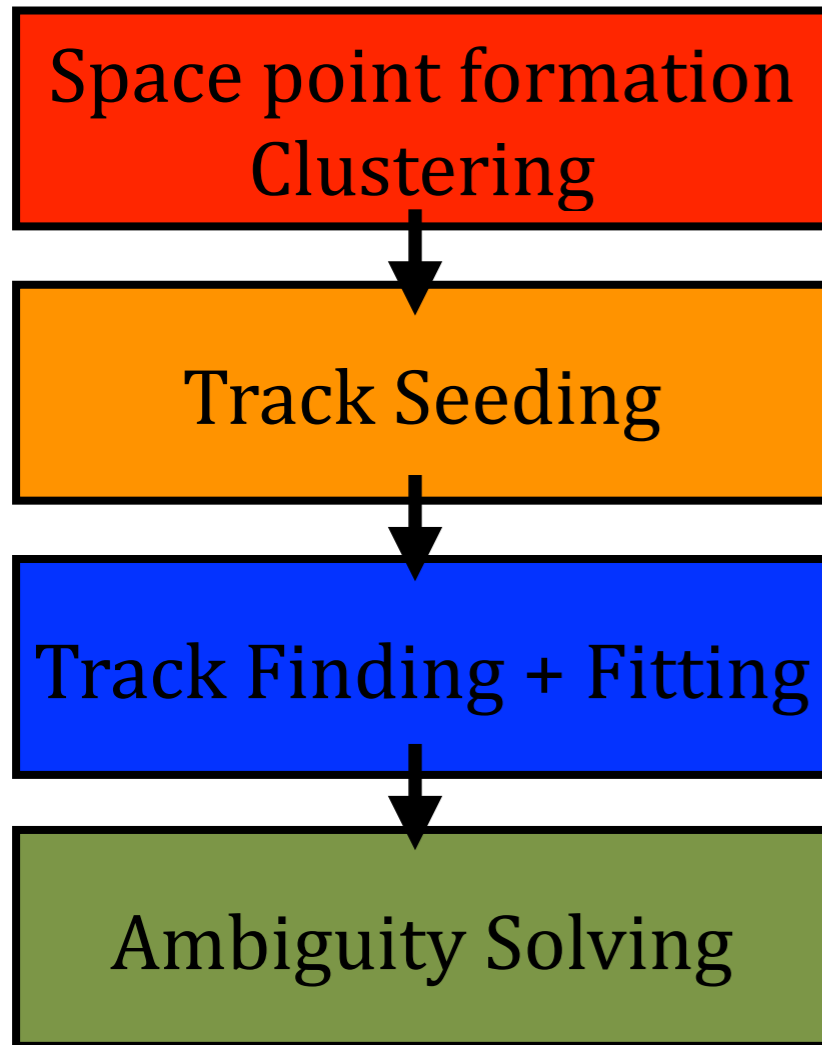 Space point formation
Clustering
Track Seeding
Track Finding + Fitting
Ambiguity Solving